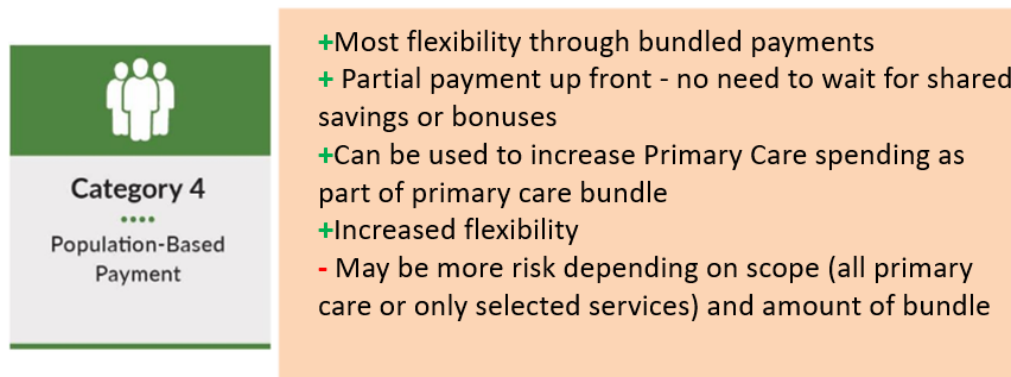 Category 4
Population-Based
Payment
+Most flexibility through bundled payments
+ Partial payment up front - no need to wait for shared
savings or bonuses
+Can be used to increase Primary Care spending as
part of primary care bundle
+Increased flexibility
- May be more risk depending on scope (all primary
care or only selected services) and amount of bundle